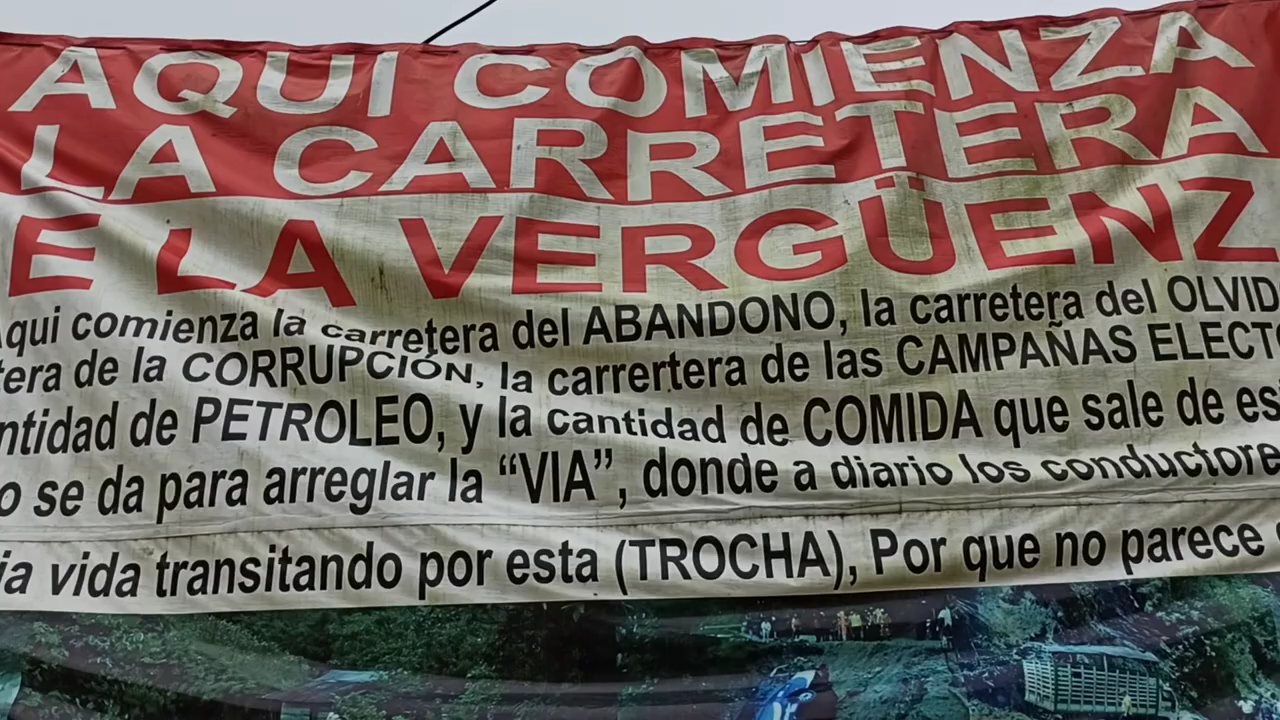 AQUI COMIENZA
LA CARRETERA
E LA VERGÜENZ
qui comienza la carretera del ABANDONO, la carretera del OLVID
tera de la CORRUPCIÓN, la carrertera de las CAMPAÑAS ELECTO
ntidad de PETROLEO, y la cantidad de COMIDA que sale de es
o se da para arreglar la “VIA”, donde a diario los conductore
ia vida transitando por esta (TROCHA), Por que no parece